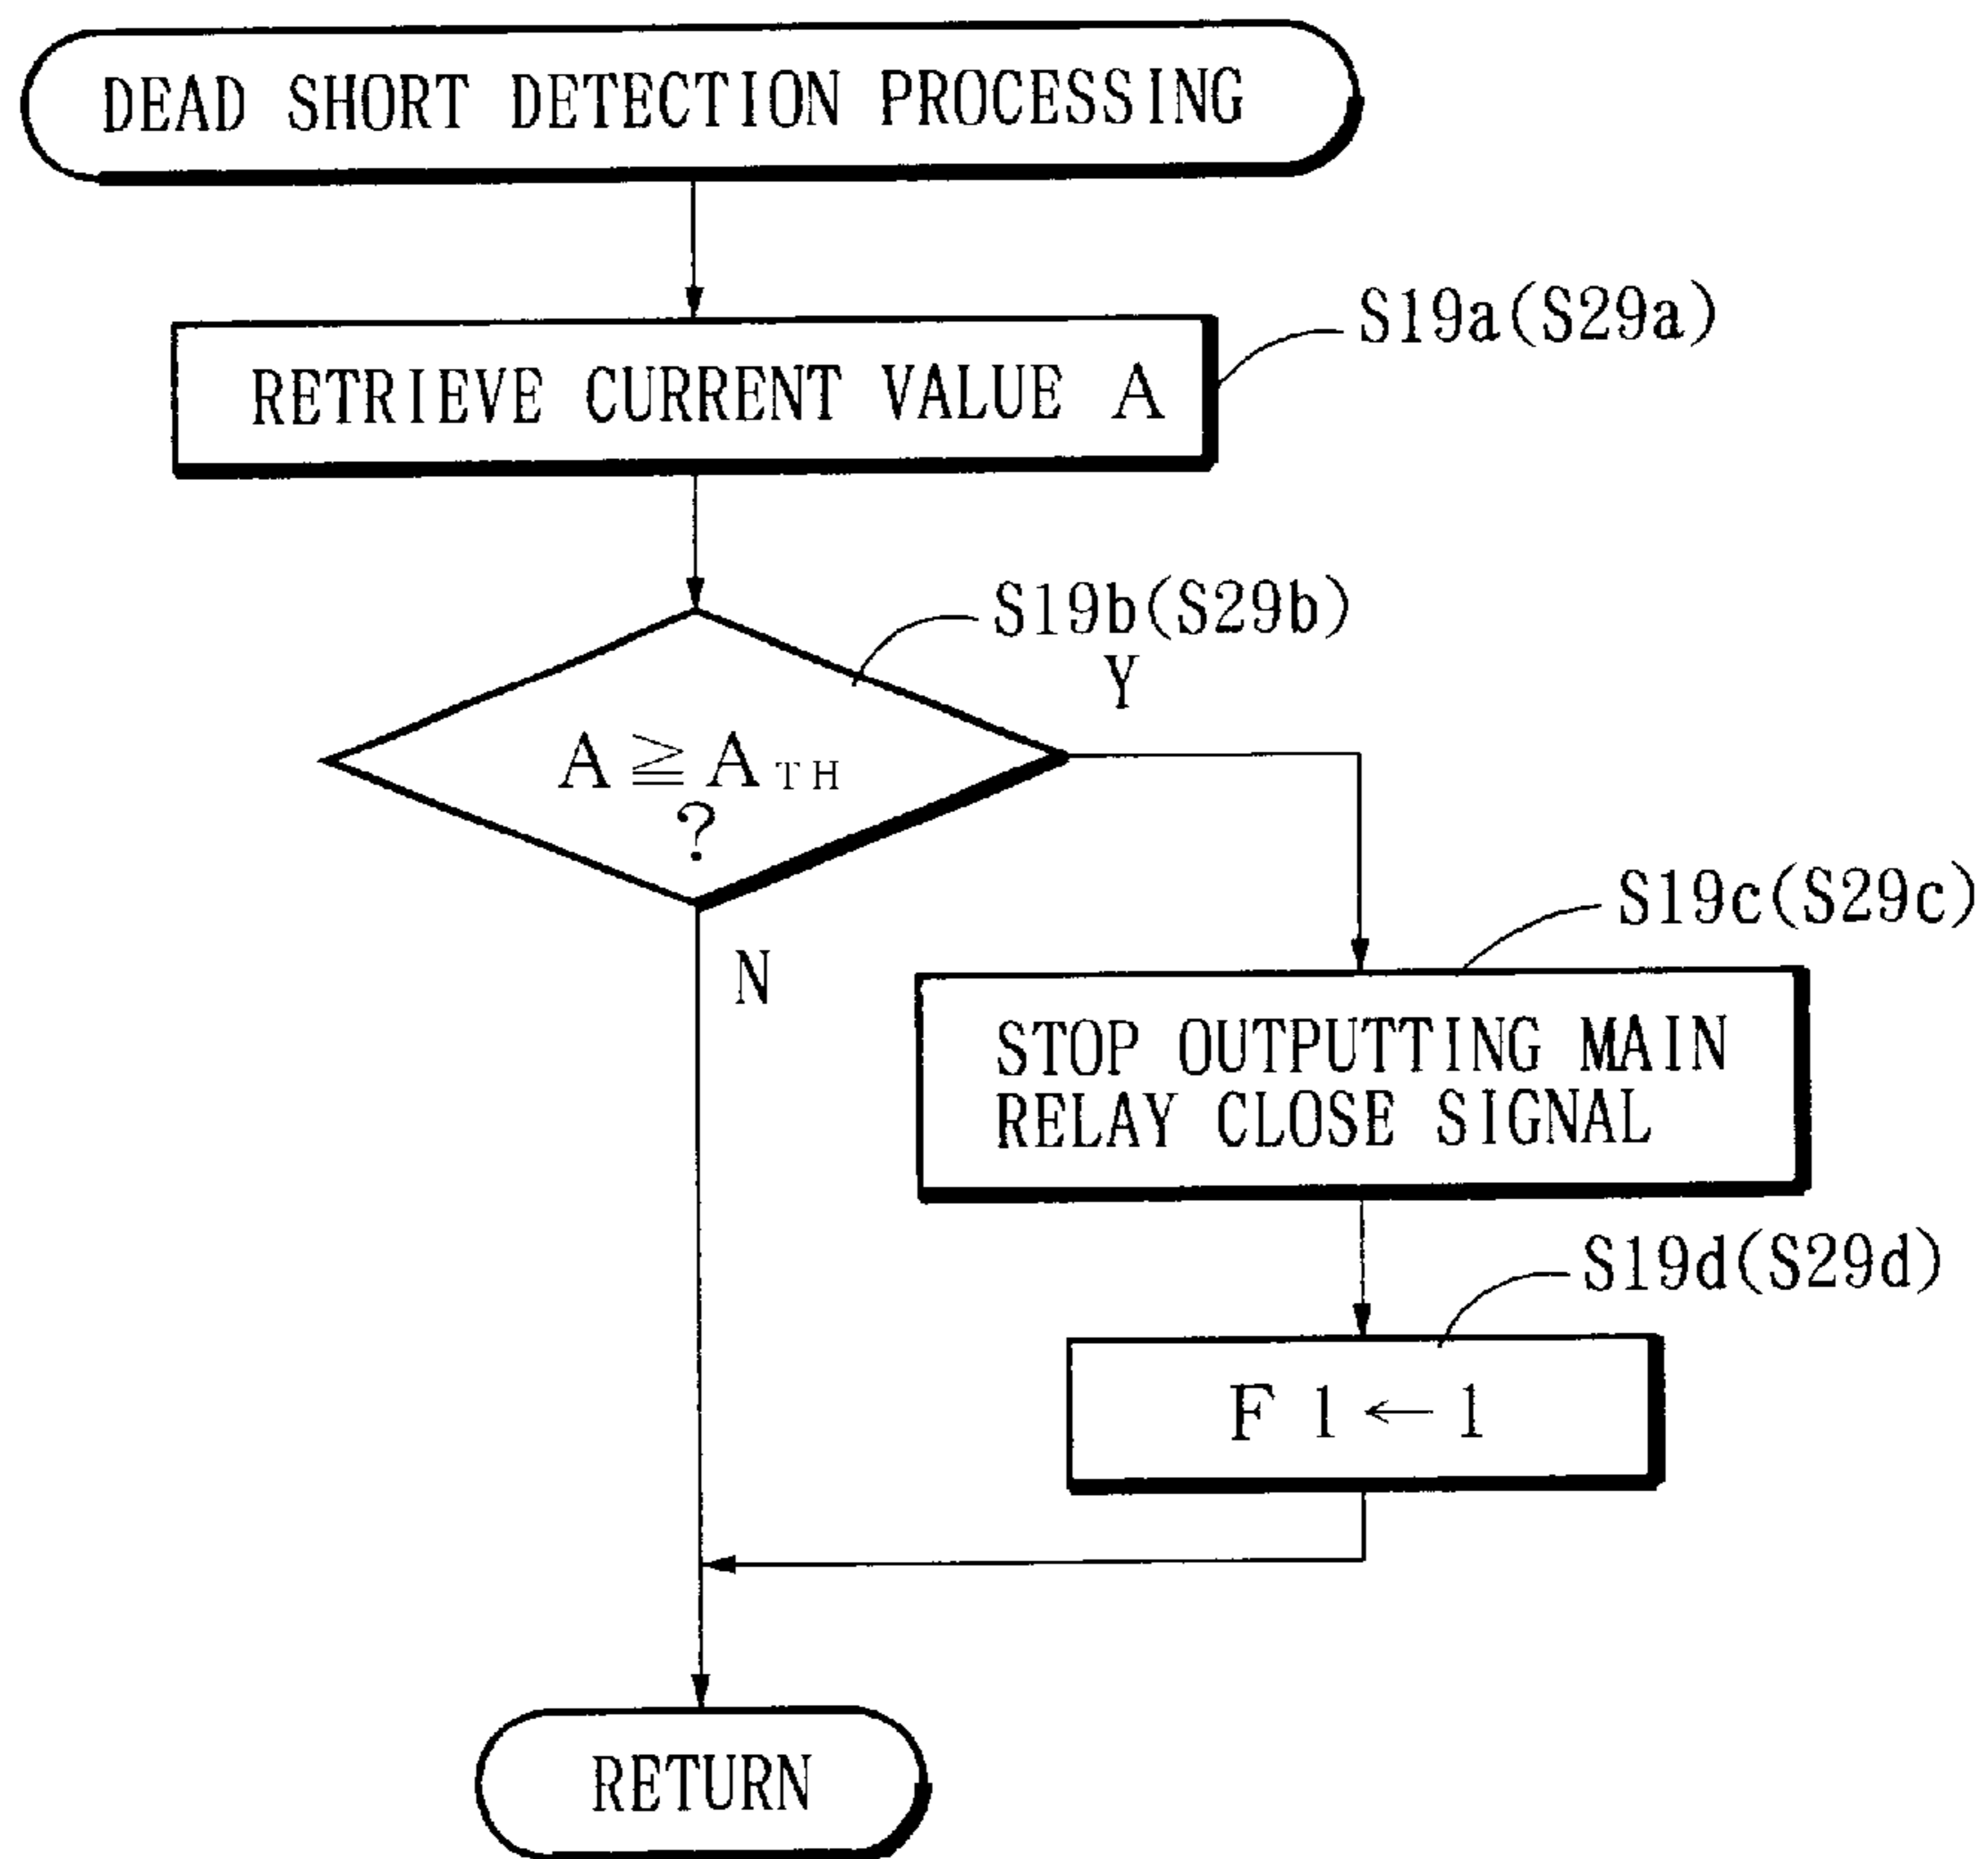 DEAD SHORT DETECTION PROCESSING
S19a(S29a)
RETRIEVE CURRENT VALUE A
S19b(S29b)
Y
A ≧ ATH
?
N
S19c(S29c)
STOP OUTPUTTING MAIN
RELAY CLOSE SIGNAL
S19d(S29d)
F 1 ← 1
RETURN